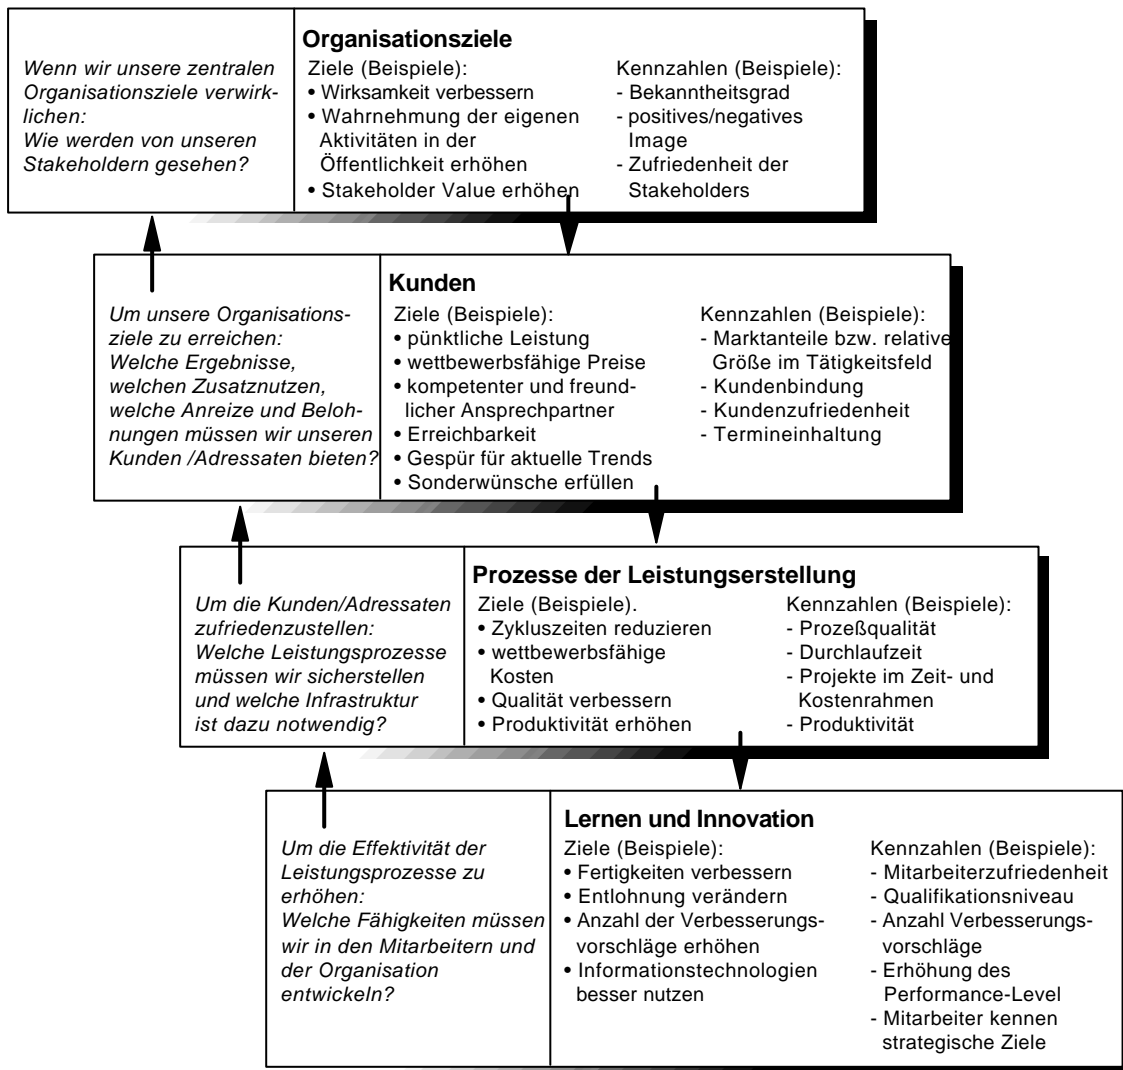 Organisationsziele
Wenn wir unsere zentralen
Organisationsziele verwirk-
lichen:
Wie werden von unseren
Stakeholdern gesehen?
Ziele (Beispiele):
• Wirksamkeit verbessern
• Wahrnehmung der eigenen
Aktivitäten in der
Öffentlichkeit erhöhen
• Stakeholder Value erhöhen
Kennzahlen (Beispiele):
- Bekanntheitsgrad
- positives/negatives
Image
- Zufriedenheit der
Stakeholders
Kunden
Um unsere Organisations-
ziele zu erreichen:
Welche Ergebnisse,
welchen Zusatznutzen,
welche Anreize und Beloh-
nungen müssen wir unseren
Kunden /Adressaten bieten?
Ziele (Beispiele):
• pünktliche Leistung
• wettbewerbsfähige Preise
• kompetenter und freund-
licher Ansprechpartner
• Erreichbarkeit
• Gespür für aktuelle Trends
• Sonderwünsche erfüllen
Kennzahlen (Beispiele):
- Marktanteile bzw. relative
Größe im Tätigkeitsfeld
- Kundenbindung
- Kundenzufriedenheit
- Termineinhaltung
Prozesse der Leistungserstellung
Um die Kunden/Adressaten
zufriedenzustellen:
Welche Leistungsprozesse
müssen wir sicherstellen
und welche Infrastruktur
ist dazu notwendig?
Ziele (Beispiele).
• Zykluszeiten reduzieren
• wettbewerbsfähige
Kosten
• Qualität verbessern
• Produktivität erhöhen
Kennzahlen (Beispiele):
- Prozeßqualität
- Durchlaufzeit
- Projekte im Zeit- und
Kostenrahmen
- Produktivität
Lernen und Innovation
Um die Effektivität der
Leistungsprozesse zu
erhöhen:
Welche Fähigkeiten müssen
wir in den Mitarbeitern und
der Organisation
entwickeln?
Ziele (Beispiele):
• Fertigkeiten verbessern
• Entlohnung verändern
• Anzahl der Verbesserungs-
vorschläge erhöhen
• Informationstechnologien
besser nutzen
Kennzahlen (Beispiele):
- Mitarbeiterzufriedenheit
- Qualifikationsniveau
- Anzahl Verbesserungs-
vorschläge
- Erhöhung des
Performance-Level
- Mitarbeiter kennen
strategische Ziele